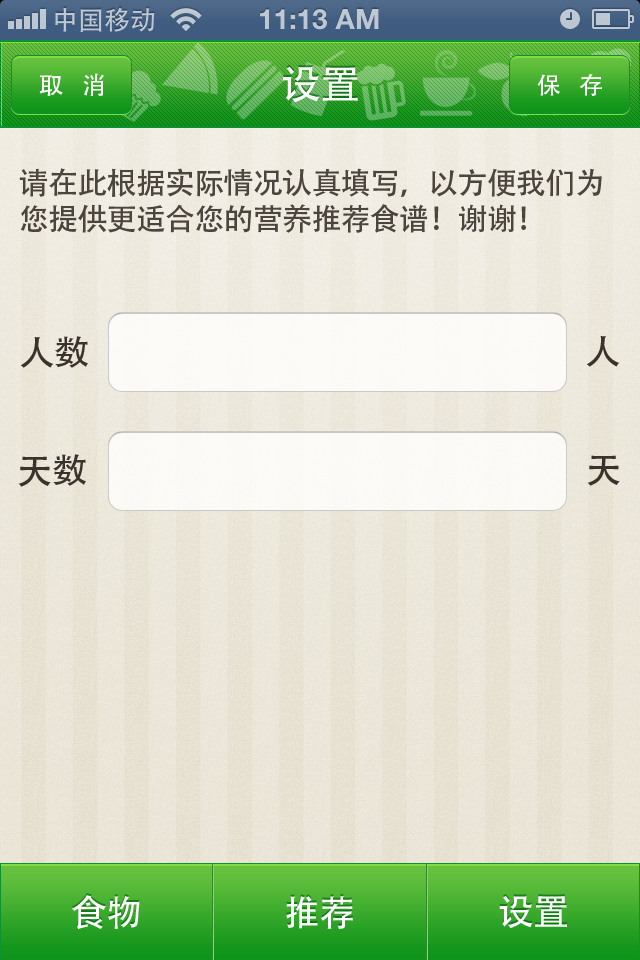 中国移动 11:13 AM
取 消 设置 保 存
请在此根据实际情况认真填写，以方便我们为
您提供更适合您的营养推荐食谱！谢谢！
人数 人
天数 天
食物 推荐 设置